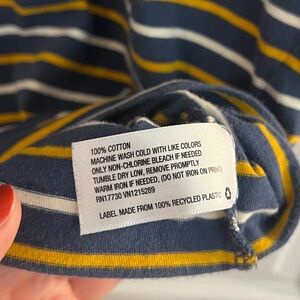 100% COTTON
MACHINE WASH COLD WITH LIKE COLORS
ONLY NON-CHLORINE BLEACH IF NEEDED
TUMBLE DRY LOW, REMOVE PROMPTLY
WARM IRON IF NEEDED, (DO NOT IRON ON PRINT)
RN17730 VN1215289
LABEL MADE FROM 100% RECYCLED PLASTIC